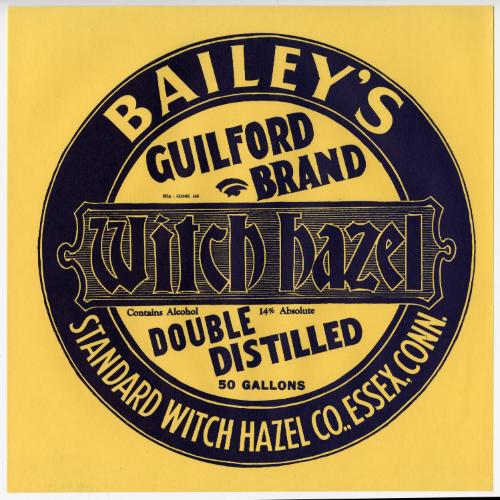 BAILEY'S
GUILFORD
BRAND
Witch hazel
Contains Alcohol 14% Absolute
DOUBLE
DISTILLED
50 GALLONS
STANDARD WITCH HAZEL CO., ESSEX, CONN.